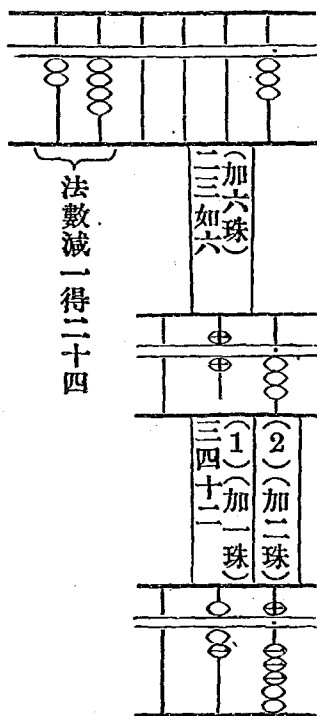 (加六珠)
二三如六
(2)(加二珠)
(1)(加一珠)
三四十二
法數減一得二十四